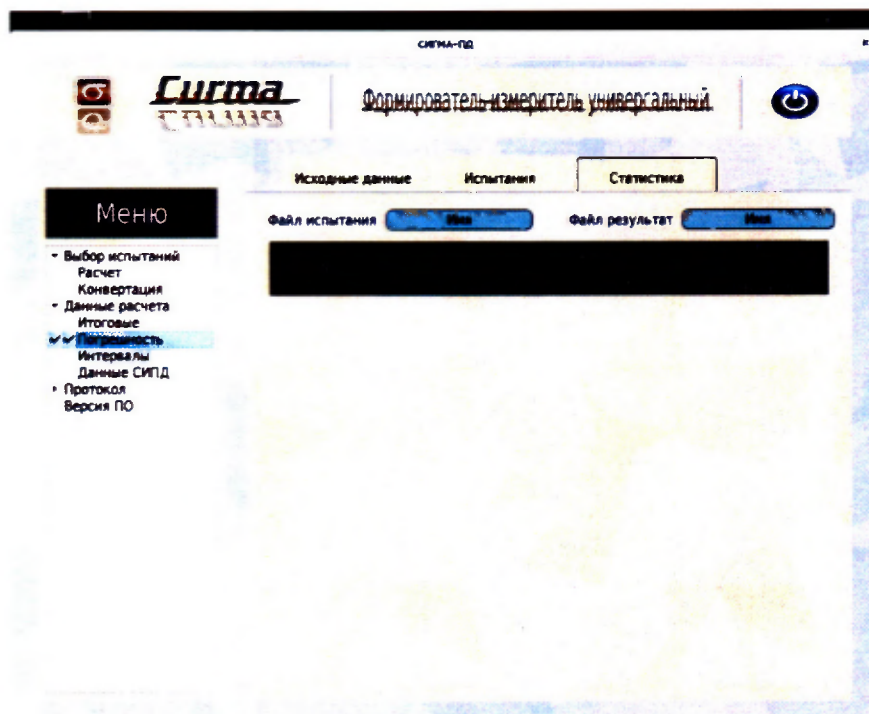 СИГМА-ПД
Сигма
Формирователь-измеритель универсальный
Исходные данные Испытания Статистика
Меню
Файл испытания Имя Файл результат Имя
Выбор испытаний
Расчет
Конвертация
Данные расчета
Итоговые
Погрешность
Интервалы
Данные СИПД
Протокол
Версия ПО